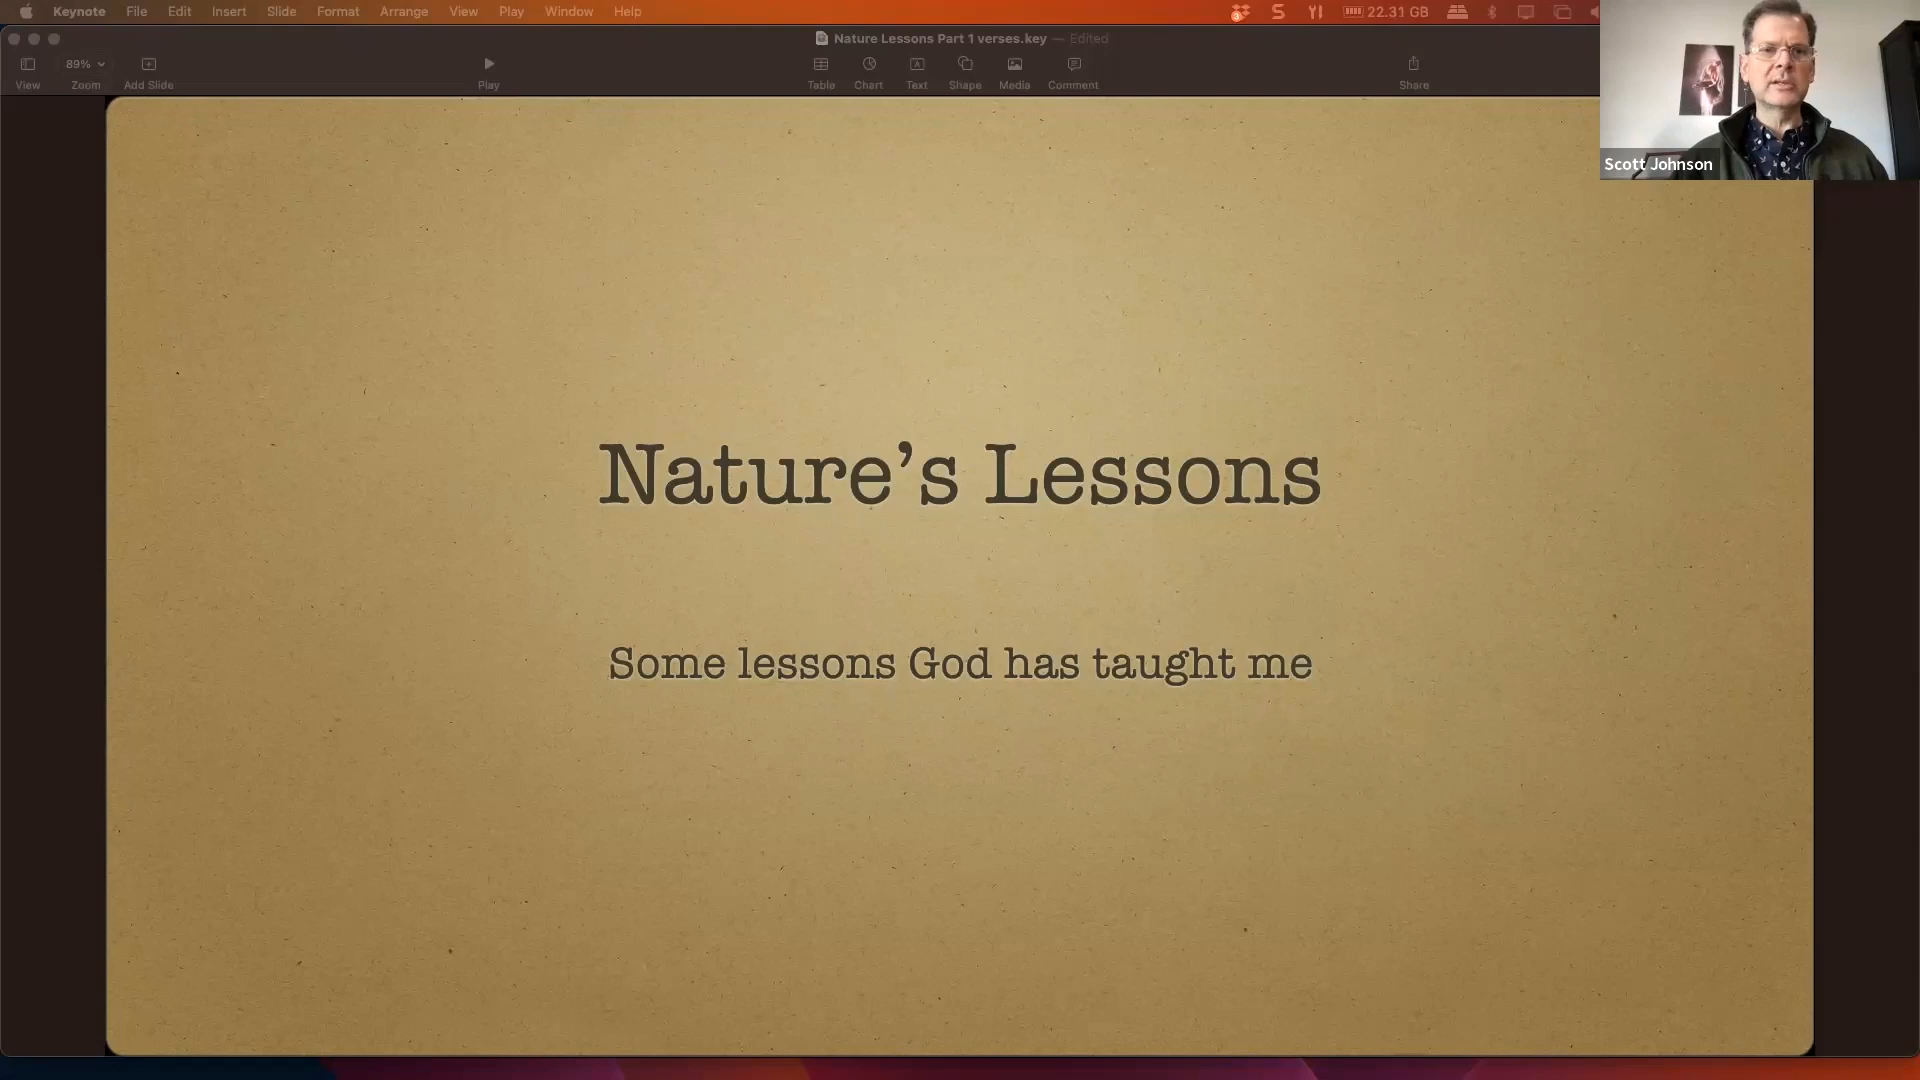 Keynote File Edit Insert Slide Format Arrange View Play Window Help 3 22.31 GB
Nature Lessons Part 1 verses.key — Edited
89%
View Zoom Add Slide Play Table Chart Text Shape Media Comment Share
Scott Johnson
Nature’s Lessons
Some lessons God has taught me